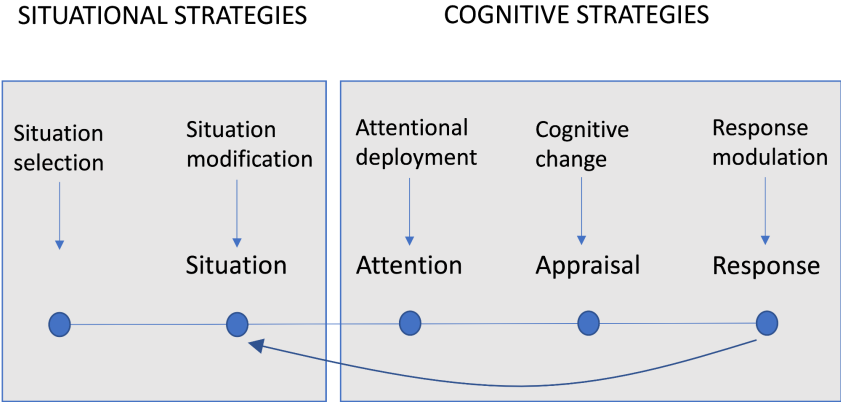 SITUATIONAL STRATEGIES
COGNITIVE STRATEGIES
Situation
selection
Situation
modification
Attentional
deployment
Cognitive
change
Response
modulation
Situation
Attention
Appraisal
Response